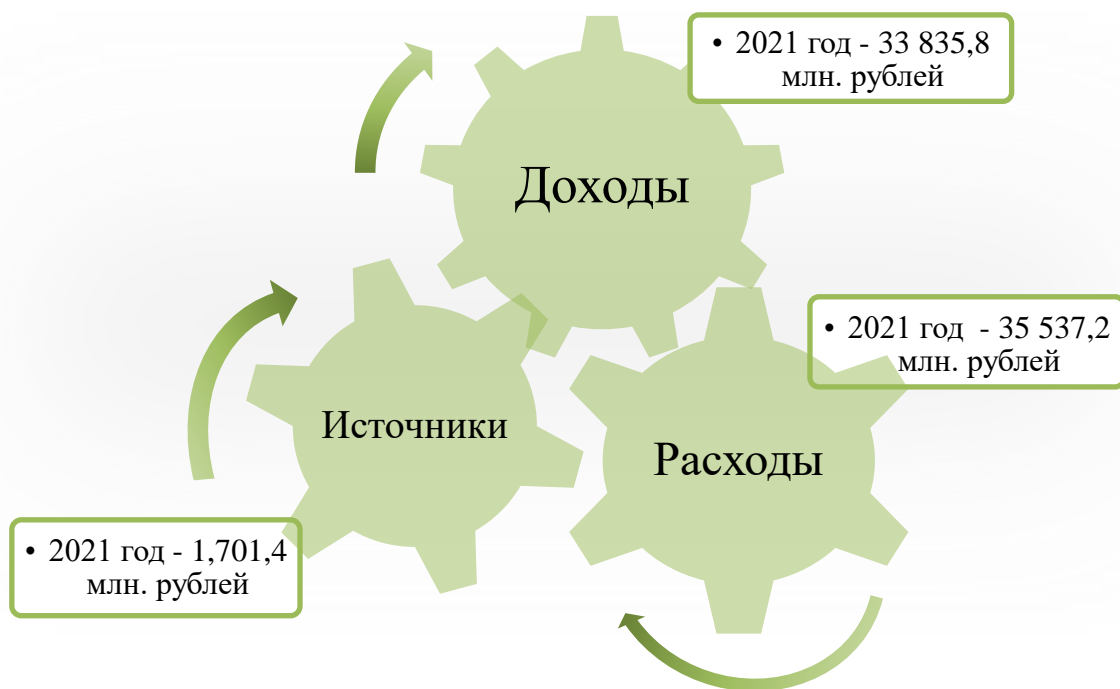 • 2021 год - 33 835,8
млн. рублей
Доходы
• 2021 год - 35 537,2
млн. рублей
Источники
Расходы
• 2021 год - 1,701,4
млн. рублей